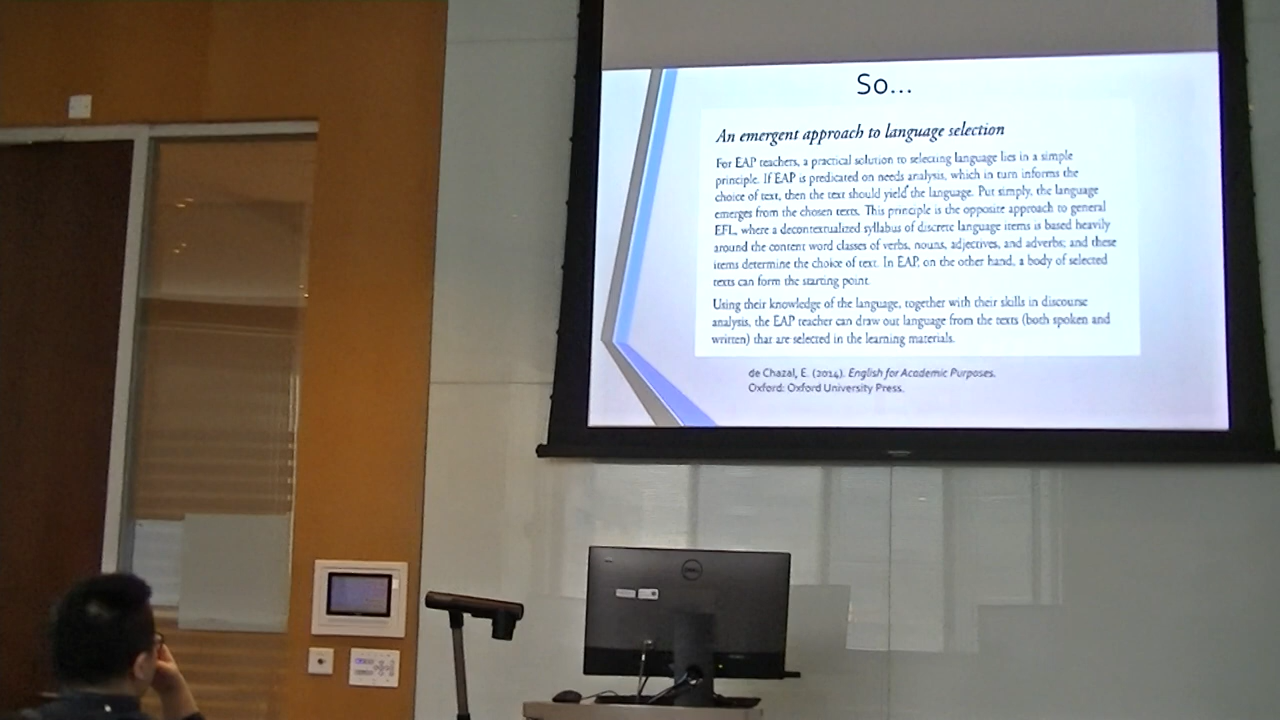 So...
An emergent approach to language selection
For EAP teachers, a practical solution to selecting language lies in a simple
principle. If EAP is predicated on needs analysis, which in turn informs the
choice of text, then the text should yield the language. Put simply, the language
emerges from the chosen texts. This principle is the opposite approach to general
EFL, where a decontextualized syllabus of discrete language items is based heavily
around the content word classes of verbs, nouns, adjectives, and adverbs; and these
items determine the choice of text. In EAP, on the other hand, a body of selected
texts can form the starting point.
Using their knowledge of the language, together with their skills in discourse
analysis, the EAP teacher can draw out language from the texts (both spoken and
written) that are selected in the learning materials.
de Chazal, E. (2014). English for Academic Purposes.
Oxford: Oxford University Press.
DELL